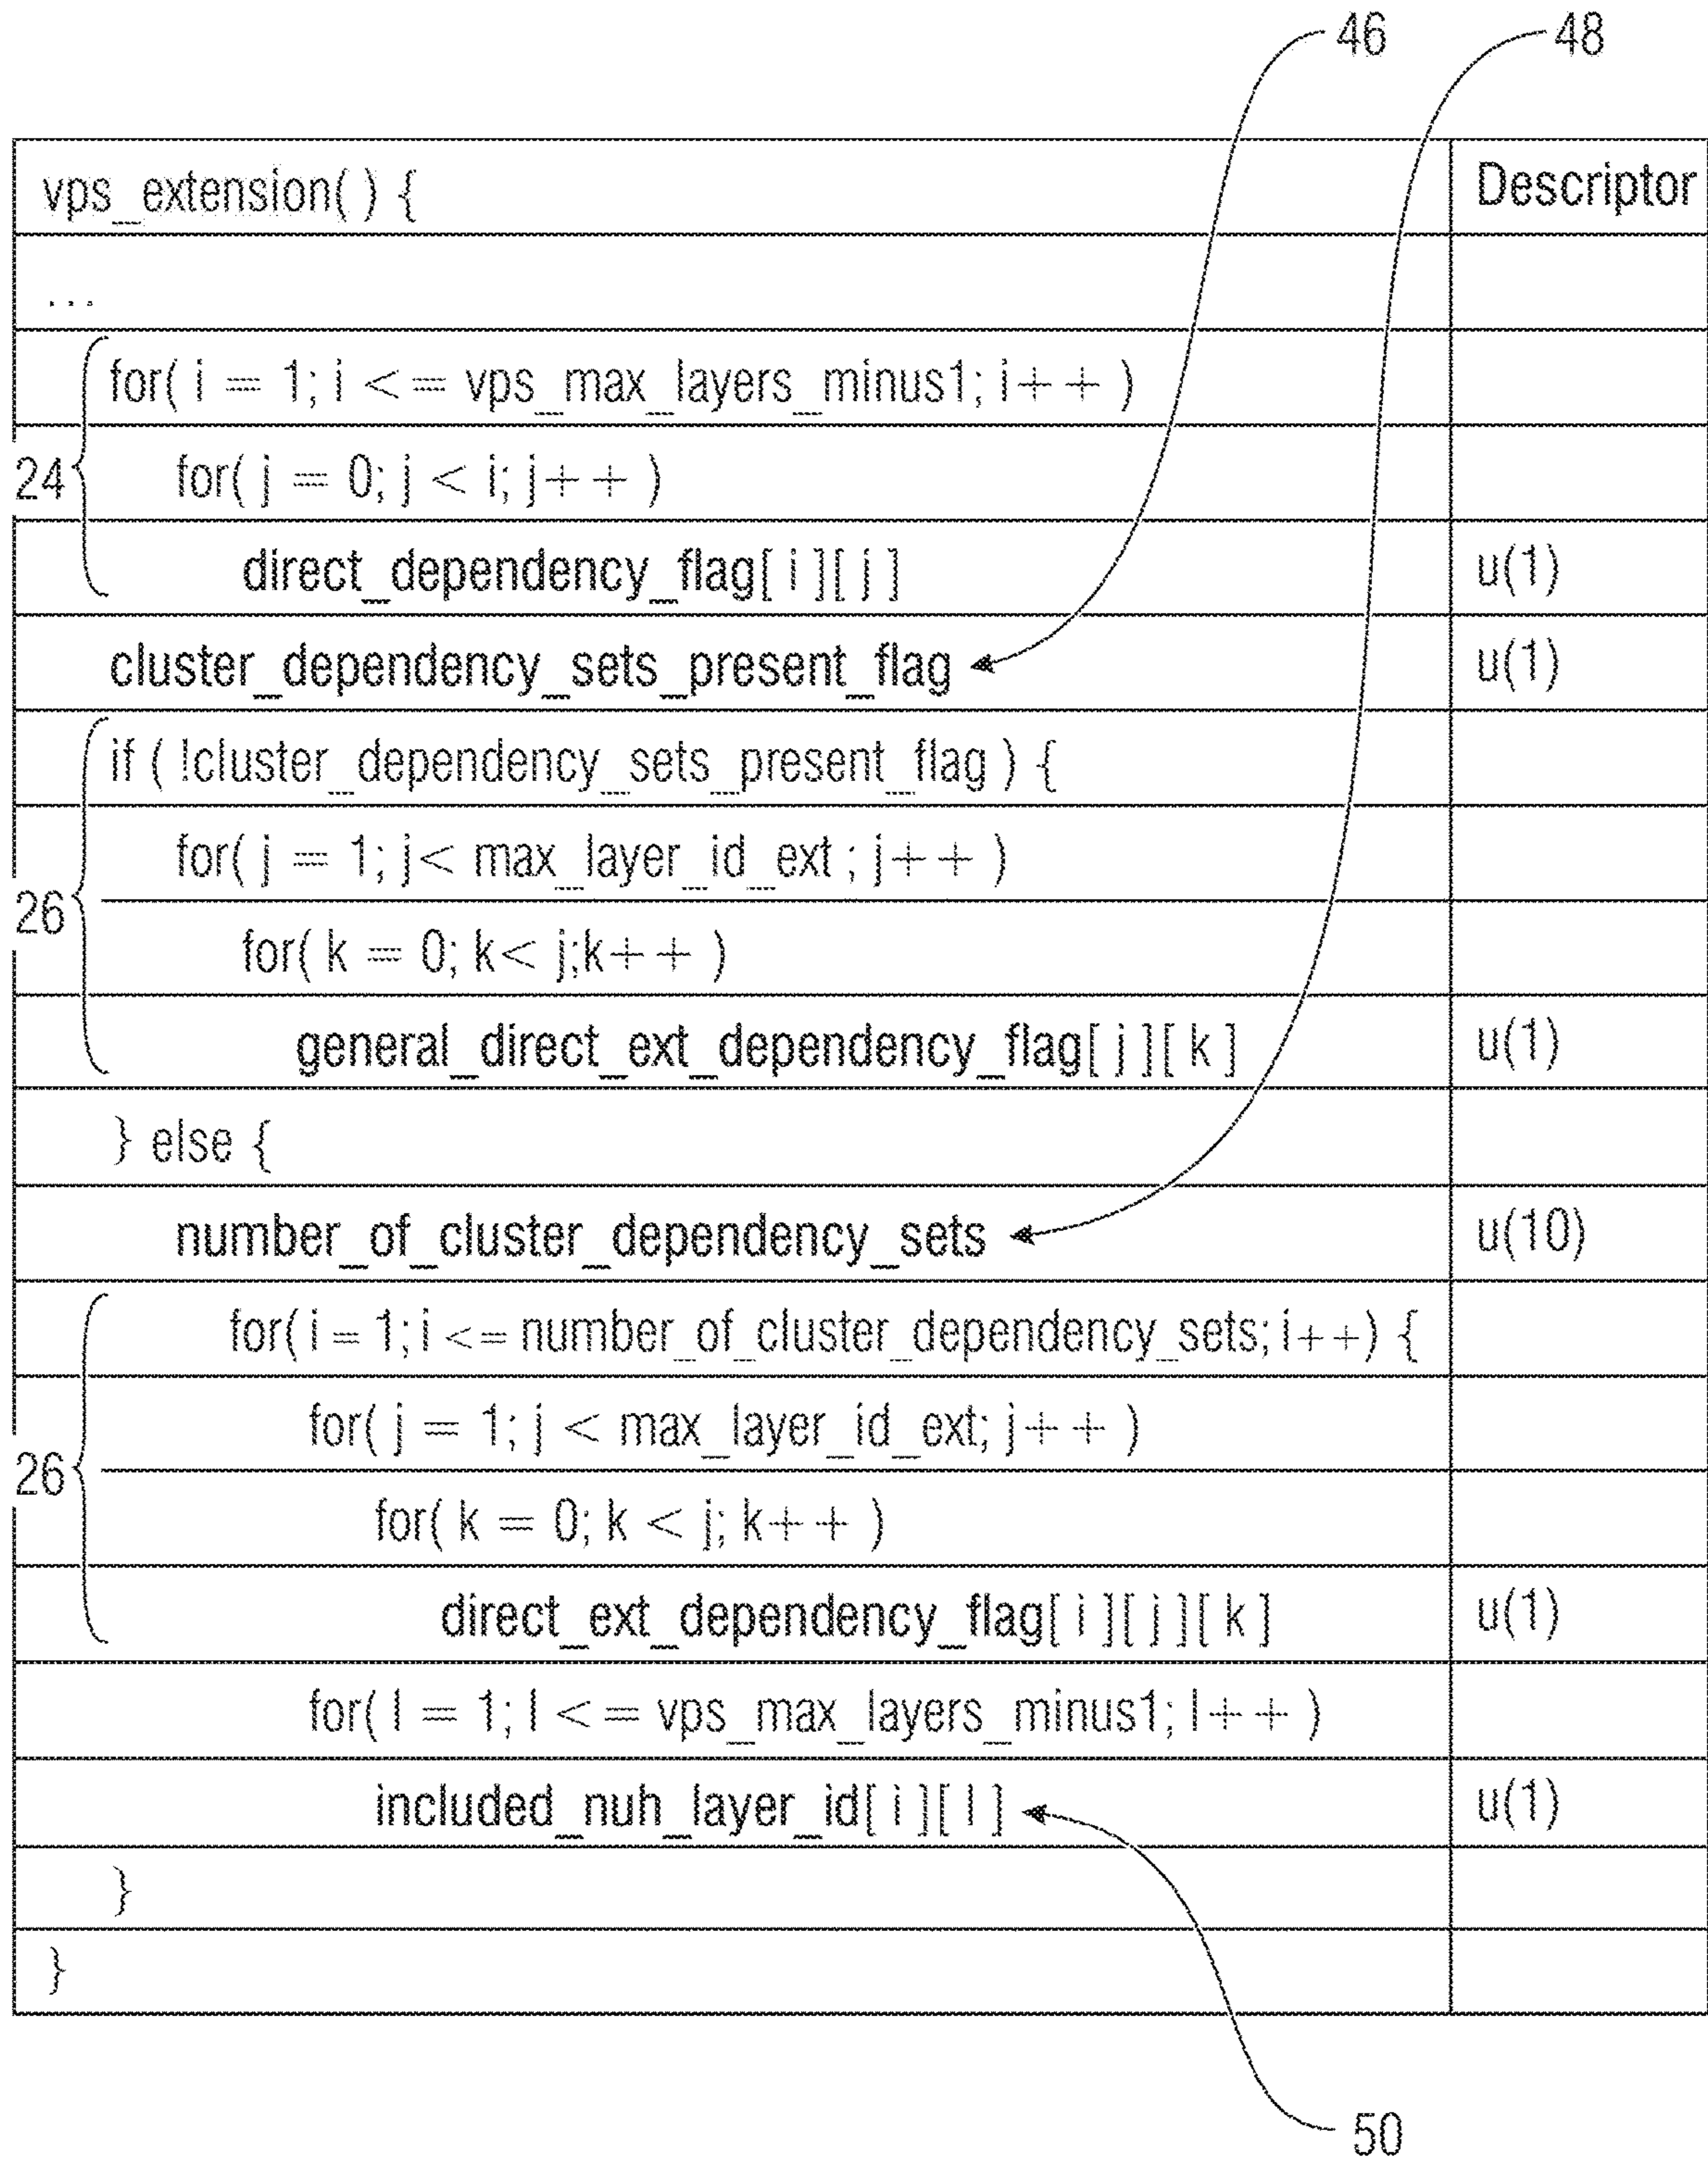 46 48
vps_extension( ) { Descriptor
...
for( i = 1; i <= vps_max_layers_minus1; i++ )
24 for( j = 0; j < i; j++ )
direct_dependency_flag[ i ][ j ] u(1)
cluster_dependency_sets_present_flag u(1)
if ( !cluster_dependency_sets_present_flag ) {
for( j = 1; j< max_layer_id_ext ; j++ )
26
for( k = 0; k< j;k++ )
general_direct_ext_dependency_flag[ j ][ k ] u(1)
} else {
number_of_cluster_dependency_sets u(10)
for( i = 1; i <= number_of_cluster_dependency_sets; i++) {
for( j = 1; j < max_layer_id_ext; j++ )
26
for( k = 0; k < j; k++ )
direct_ext_dependency_flag[ i ][ j ][ k ] u(1)
for( l = 1; l <= vps_max_layers_minus1; l++ )
included_nuh_layer_id[ i ][ l ] u(1)
}
}
50